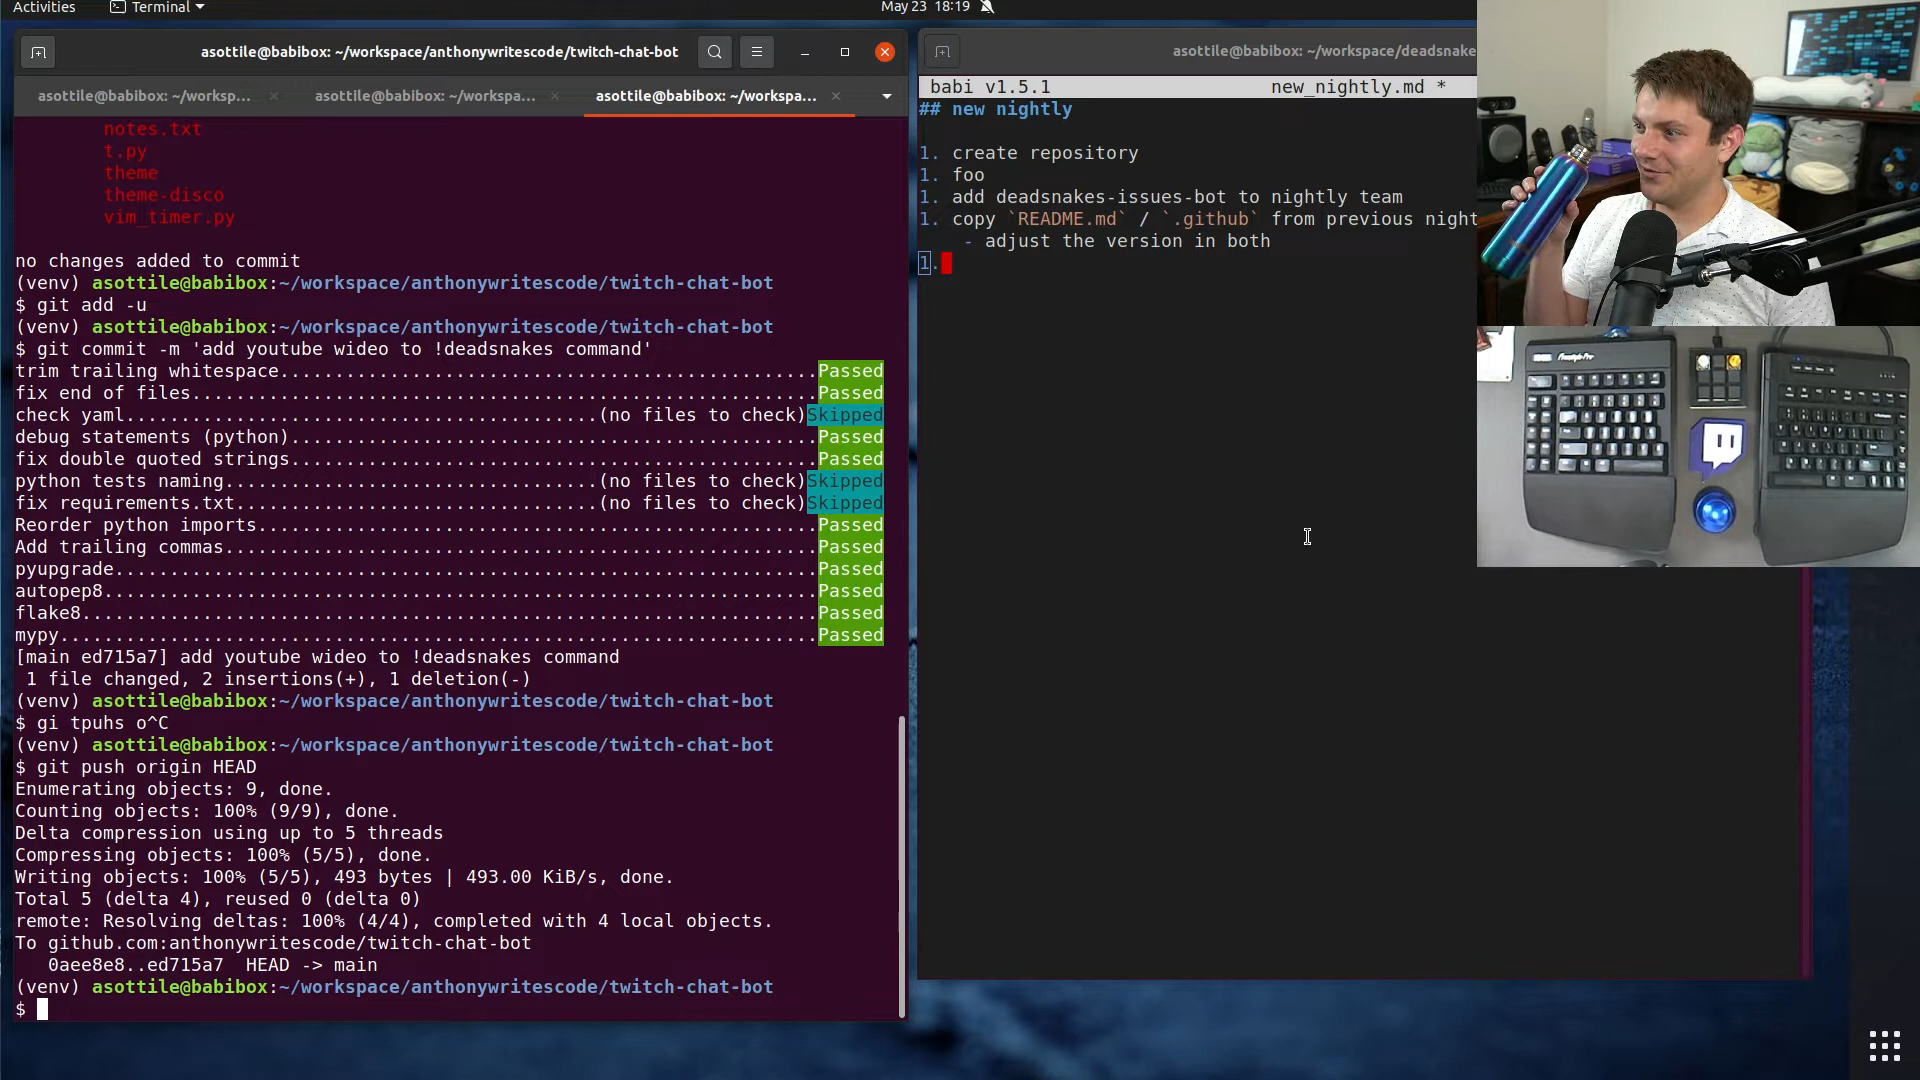 Activities
Terminal
May 23 18:19
asottile@babibox: ~/workspace/anthonywritescode/twitch-chat-bot
asottile@babibox: ~/worksp...
asottile@babibox: ~/workspa...
asottile@babibox: ~/workspa...
notes.txt
t.py
theme
theme-disco
vim_timer.py
no changes added to commit
(venv) asottile@babibox:~/workspace/anthonywritescode/twitch-chat-bot
$ git add -u
(venv) asottile@babibox:~/workspace/anthonywritescode/twitch-chat-bot
$ git commit -m 'add youtube wideo to !deadsnakes command'
trim trailing whitespace.................................................Passed
fix end of files.........................................................Passed
check yaml...........................................(no files to check)Skipped
debug statements (python)................................................Passed
fix double quoted strings................................................Passed
python tests naming..................................(no files to check)Skipped
fix requirements.txt.................................(no files to check)Skipped
Reorder python imports...................................................Passed
Add trailing commas......................................................Passed
pyupgrade................................................................Passed
autopep8.................................................................Passed
flake8...................................................................Passed
mypy.....................................................................Passed
[main ed715a7] add youtube wideo to !deadsnakes command
1 file changed, 2 insertions(+), 1 deletion(-)
(venv) asottile@babibox:~/workspace/anthonywritescode/twitch-chat-bot
$ gi tpuhs o^C
(venv) asottile@babibox:~/workspace/anthonywritescode/twitch-chat-bot
$ git push origin HEAD
Enumerating objects: 9, done.
Counting objects: 100% (9/9), done.
Delta compression using up to 5 threads
Compressing objects: 100% (5/5), done.
Writing objects: 100% (5/5), 493 bytes | 493.00 KiB/s, done.
Total 5 (delta 4), reused 0 (delta 0)
remote: Resolving deltas: 100% (4/4), completed with 4 local objects.
To github.com:anthonywritescode/twitch-chat-bot
0aee8e8..ed715a7  HEAD -> main
(venv) asottile@babibox:~/workspace/anthonywritescode/twitch-chat-bot
$
asottile@babibox: ~/workspace/deadsnake
babi v1.5.1 new_nightly.md *
## new nightly
1. create repository
1. foo
1. add deadsnakes-issues-bot to nightly team
1. copy `README.md` / `.github` from previous night
- adjust the version in both
1.
Freestyle Pro